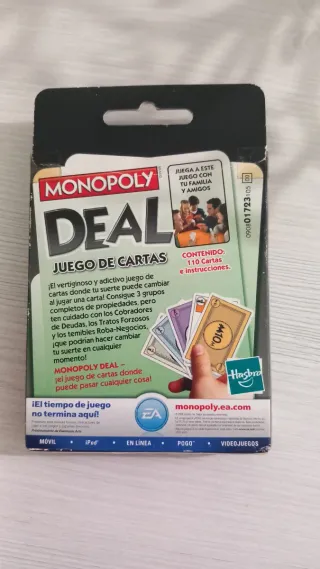 MONOPOLY
DEAL
JUEGO DE CARTAS
JUEGA A ESTE
JUEGO CON
TU FAMILIA
Y AMIGOS
CONTENIDO:
110 Cartas
e instrucciones.
¡El vertiginoso y adictivo juego de
cartas donde tu suerte puede cambiar
al jugar una carta! Consigue 3 grupos
completos de propiedades, pero
ten cuidado con los Cobradores
de Deudas, los Tratos Forzosos
y los temibles Roba-Negocios,
¡que podrían hacer cambiar
tu suerte en cualquier
momento!
MONOPOLY DEAL –
¡el juego de cartas donde
puede pasar cualquier cosa!
10
Hasbro
¡El tiempo de juego
no termina aquí!
EA
monopoly.ea.com
MÓVIL • iPod • EN LÍNEA • POGO • VIDEOJUEGOS